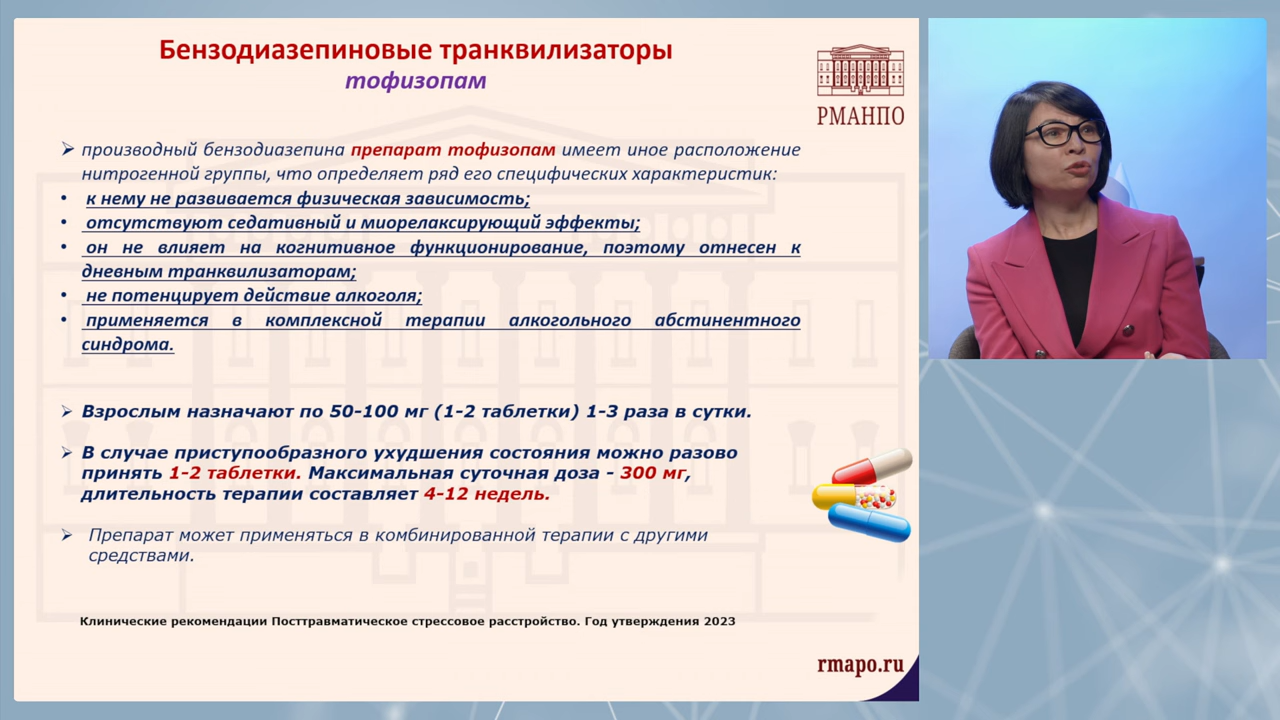 Бензодиазепиновые транквилизаторы
тофизопам
РМАНПО
производный бензодиазепина препарат тофизопам имеет иное расположение
нитрогенной группы, что определяет ряд его специфических характеристик:
к нему не развивается физическая зависимость;
отсутствуют седативный и миорелаксирующий эффекты;
он не влияет на когнитивное функционирование, поэтому отнесен к
дневным транквилизаторам;
не потенцирует действие алкоголя;
применяется в комплексной терапии алкогольного абстинентного
синдрома.
Взрослым назначают по 50-100 мг (1-2 таблетки) 1-3 раза в сутки.
В случае приступообразного ухудшения состояния можно разово
принять 1-2 таблетки. Максимальная суточная доза - 300 мг,
длительность терапии составляет 4-12 недель.
Препарат может применяться в комбинированной терапии с другими
средствами.
Клинические рекомендации Посттравматическое стрессовое расстройство. Год утверждения 2023
rmapo.ru